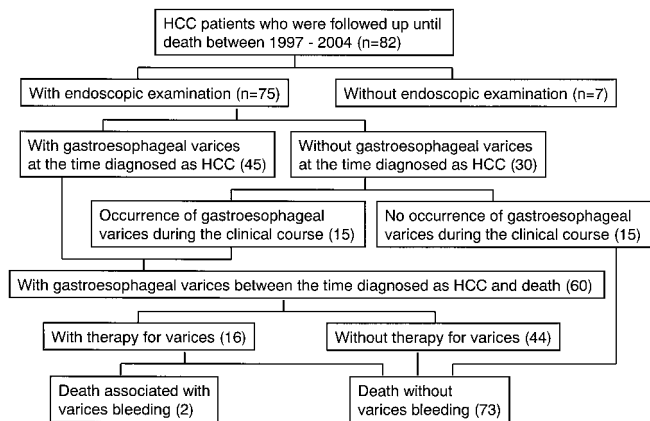 HCC patients who were followed up until
death between 1997 - 2004 (n=82)
With endoscopic examination (n=75)
Without endoscopic examination (n=7)
With gastroesophageal varices
at the time diagnosed as HCC (45)
Without gastroesophageal varices
at the time diagnosed as HCC (30)
Occurrence of gastroesophageal
varices during the clinical course (15)
No occurrence of gastroesophageal
varices during the clinical course (15)
With gastroesophageal varices between the time diagnosed as HCC and death (60)
With therapy for varices (16)
Without therapy for varices (44)
Death associated with
varices bleeding (2)
Death without
varices bleeding (73)